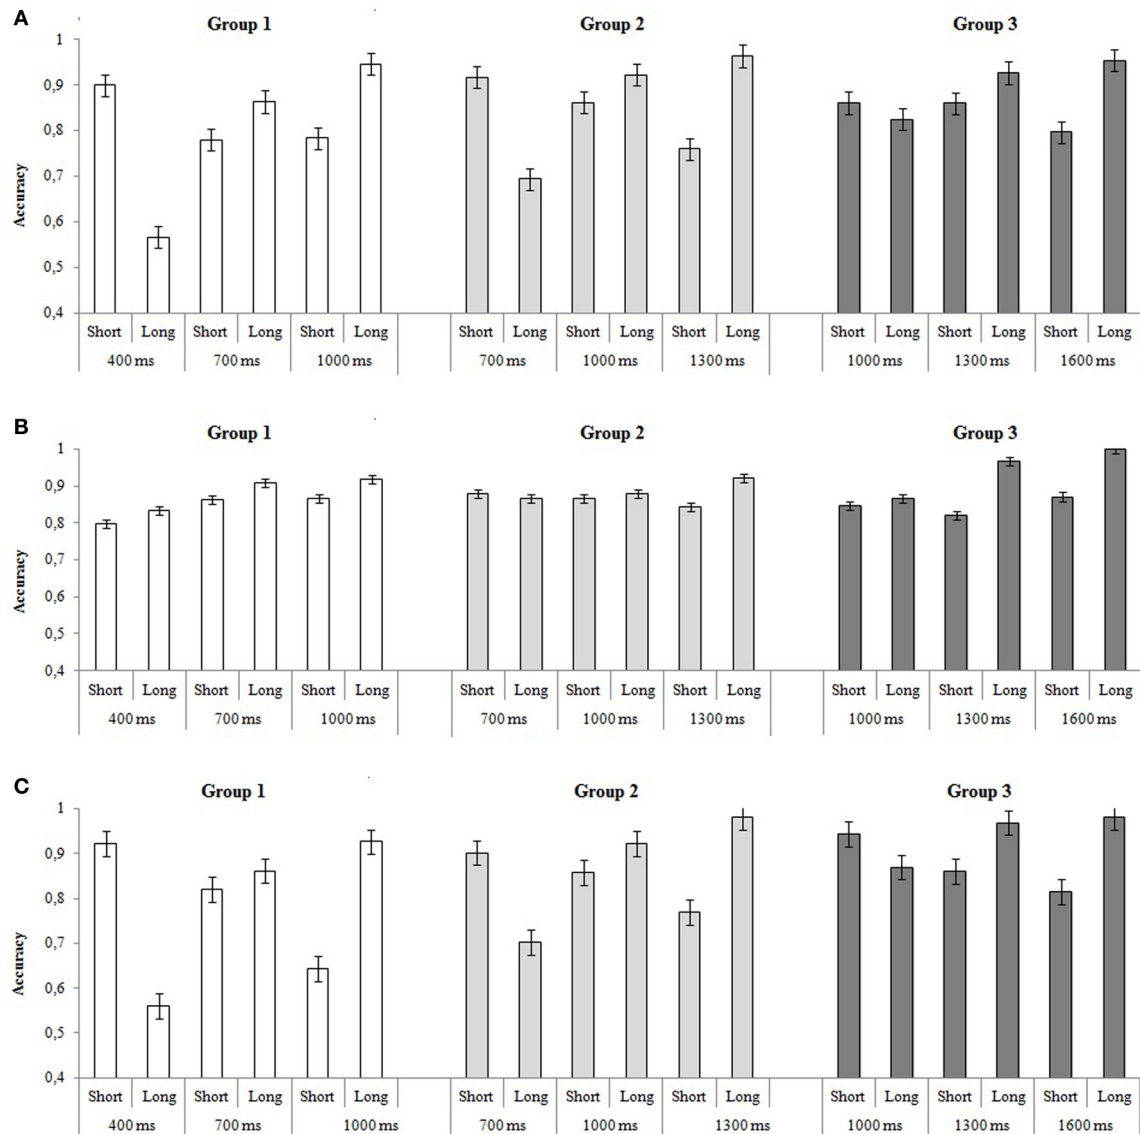 A
Group 1 Group 2 Group 3
1
0,9
0,8
0,7
0,6
0,5
0,4
Accuracy
Short Long Short Long Short Long Short Long Short Long Short Long Short Long Short Long Short Long
400 ms 700 ms 1000 ms 700 ms 1000 ms 1300 ms 1000 ms 1300 ms 1600 ms
B
Group 1 Group 2 Group 3
1
0,9
0,8
0,7
0,6
0,5
0,4
Accuracy
Short Long Short Long Short Long Short Long Short Long Short Long Short Long Short Long Short Long
400 ms 700 ms 1000 ms 700 ms 1000 ms 1300 ms 1000 ms 1300 ms 1600 ms
C
Group 1 Group 2 Group 3
1
0,9
0,8
0,7
0,6
0,5
0,4
Accuracy
Short Long Short Long Short Long Short Long Short Long Short Long Short Long Short Long Short Long
400 ms 700 ms 1000 ms 700 ms 1000 ms 1300 ms 1000 ms 1300 ms 1600 ms